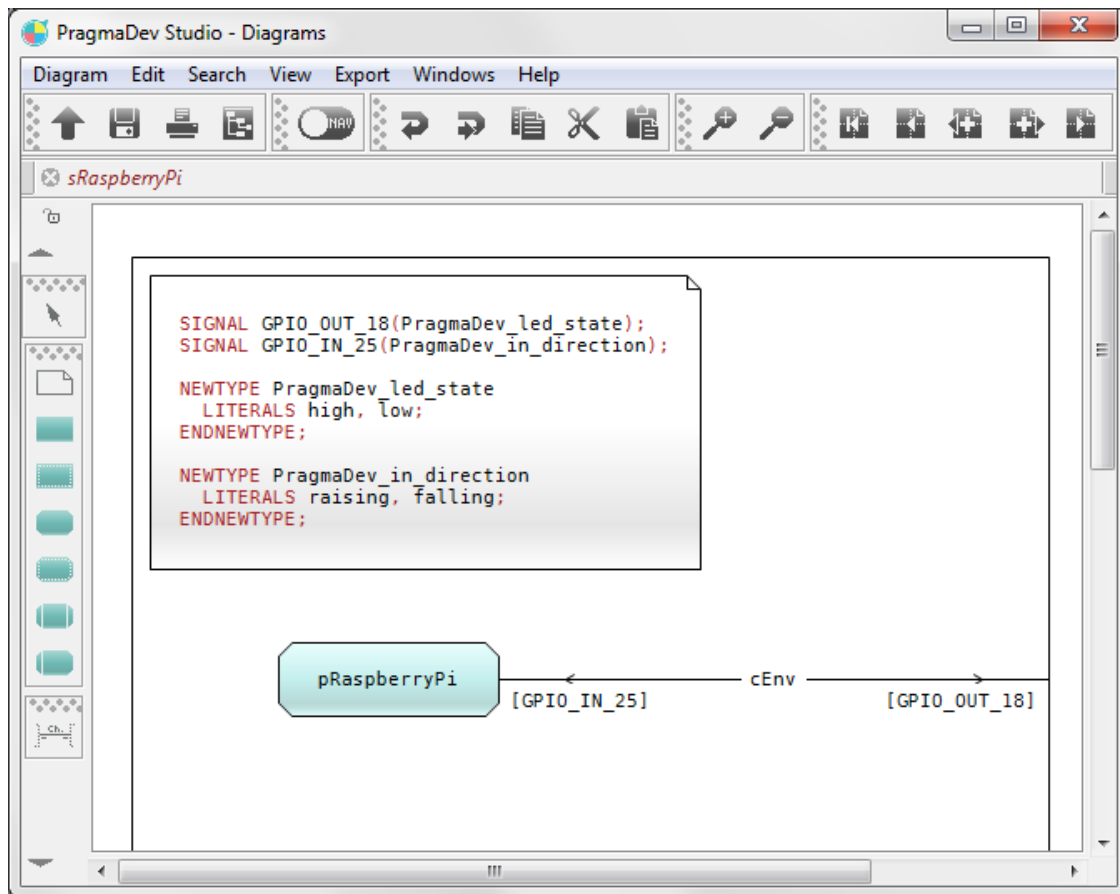 PragmaDev Studio - Diagrams
Diagram Edit Search View Export Windows Help
NAV
sRaspberryPi
SIGNAL GPIO_OUT_18(PragmaDev_led_state);
SIGNAL GPIO_IN_25(PragmaDev_in_direction);
NEWTYPE PragmaDev_led_state
LITERALS high, low;
ENDNEWTYPE;
NEWTYPE PragmaDev_in_direction
LITERALS raising, falling;
ENDNEWTYPE;
pRaspberryPi
cEnv
[GPIO_IN_25]
[GPIO_OUT_18]
Ch.